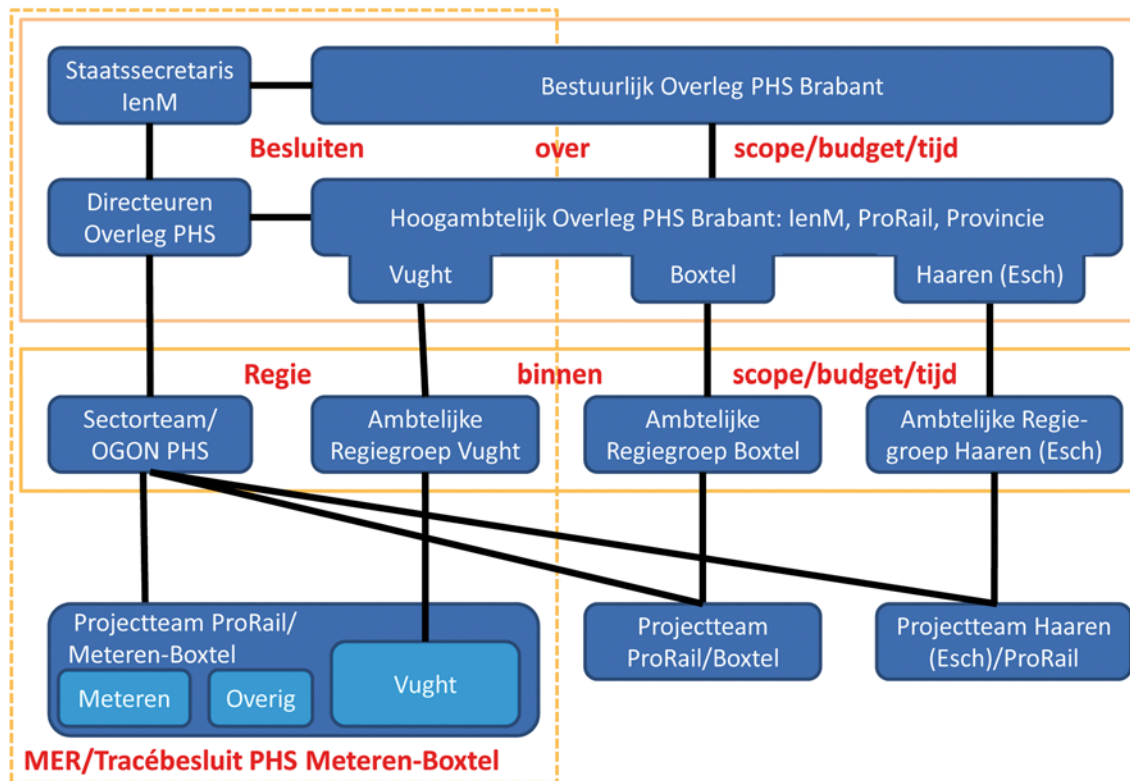 Staatssecretaris
IenM
Bestuurlijk Overleg PHS Brabant
Besluiten over scope/budget/tijd
Directeuren
Overleg PHS
Hoogambtelijk Overleg PHS Brabant: IenM, ProRail, Provincie
Vught
Boxtel
Haaren (Esch)
Regie binnen scope/budget/tijd
Sectorteam/
OGON PHS
Ambtelijke
Regiegroep Vught
Ambtelijke
Regiegroep Boxtel
Ambtelijke Regie-
groep Haaren (Esch)
Projectteam ProRail/
Meteren-Boxtel
Meteren
Overig
Vught
Projectteam
ProRail/Boxtel
Projectteam Haaren
(Esch)/ProRail
MER/Tracébesluit PHS Meteren-Boxtel